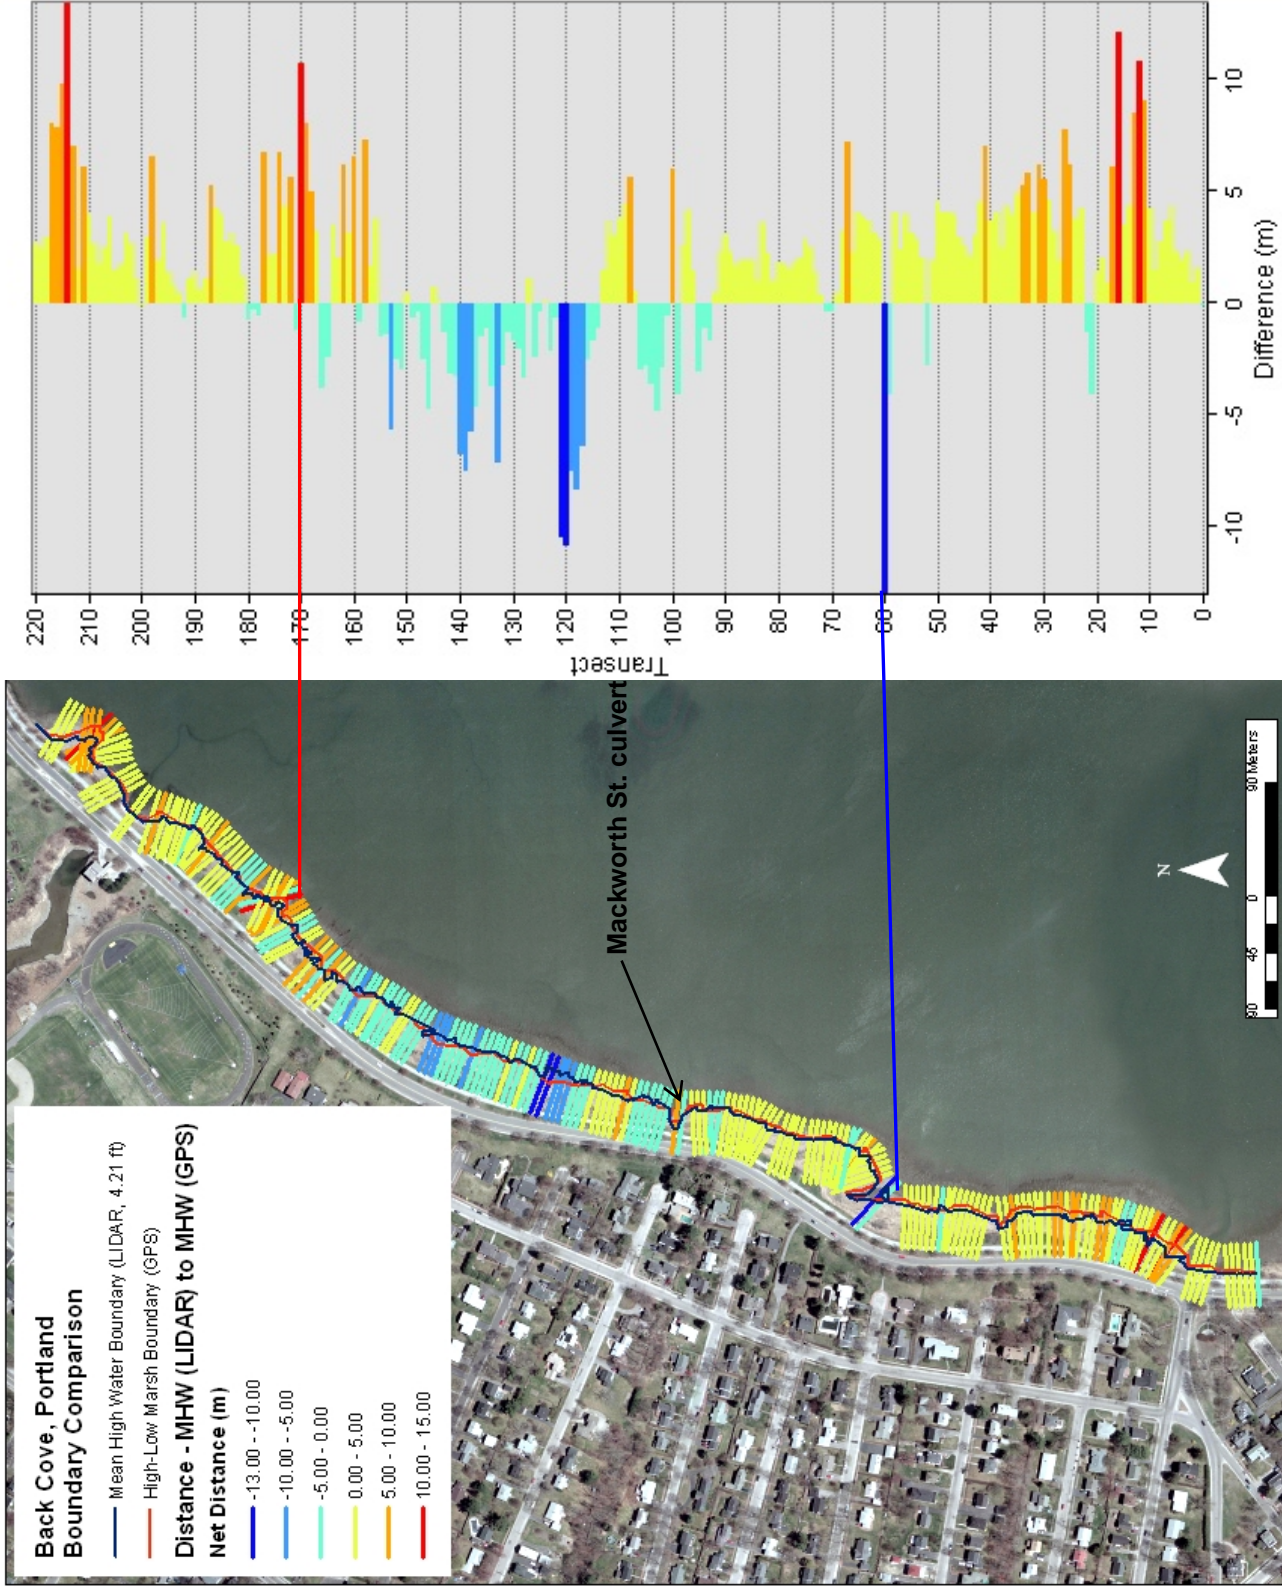 Back Cove, Portland
Boundary Comparison
Mean High Water Boundary (LIDAR, 4.21 ft)
High-Low Marsh Boundary (GPS)
Distance - MHW (LIDAR) to MHW (GPS)
Net Distance (m)
-13.00 - -10.00
-10.00 - -5.00
-5.00 - 0.00
0.00 - 5.00
5.00 - 10.00
10.00 - 15.00
Mackworth St. culvert
N
90 45 0 90 Meters
Transect
220
210
200
190
180
170
160
150
140
130
120
110
100
90
80
70
60
50
40
30
20
10
0
-10 -5 0 5 10
Difference (m)